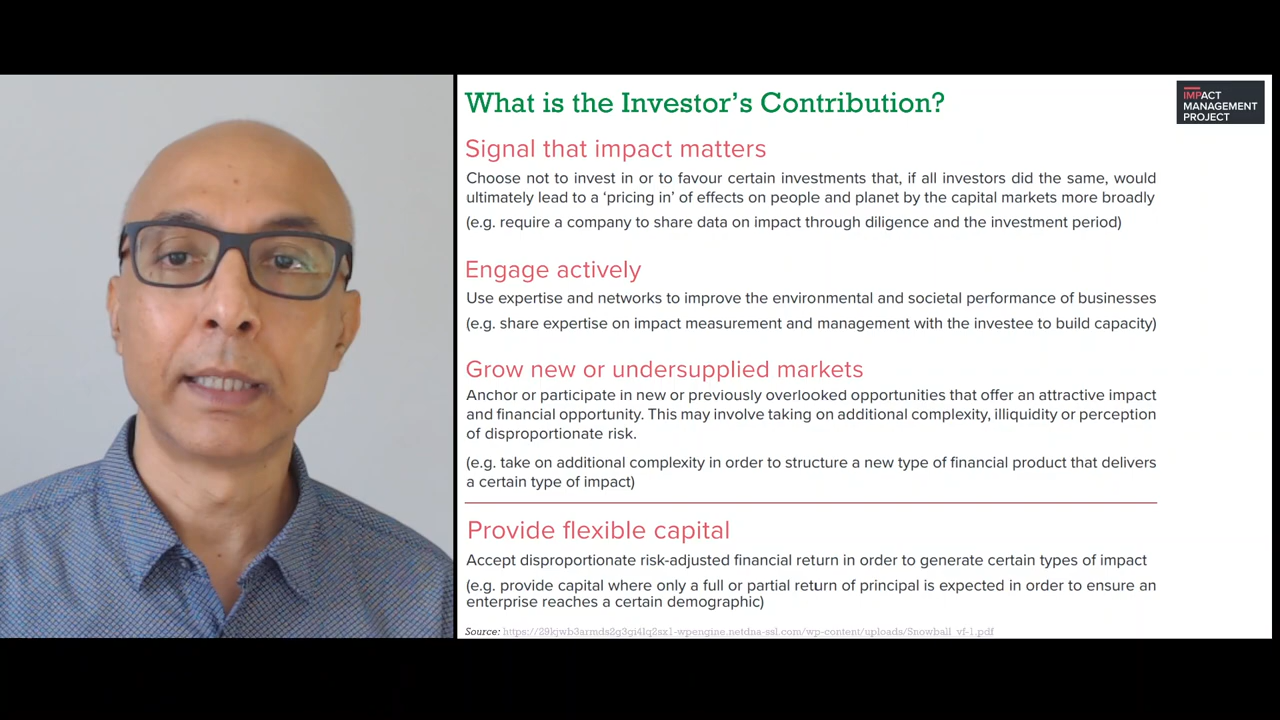 What is the Investor's Contribution?
IMPACT
MANAGEMENT
PROJECT
Signal that impact matters
Choose not to invest in or to favour certain investments that, if all investors did the same, would
ultimately lead to a 'pricing in' of effects on people and planet by the capital markets more broadly
(e.g. require a company to share data on impact through diligence and the investment period)
Engage actively
Use expertise and networks to improve the environmental and societal performance of businesses
(e.g. share expertise on impact measurement and management with the investee to build capacity)
Grow new or undersupplied markets
Anchor or participate in new or previously overlooked opportunities that offer an attractive impact
and financial opportunity. This may involve taking on additional complexity, illiquidity or perception
of disproportionate risk.
(e.g. take on additional complexity in order to structure a new type of financial product that delivers
a certain type of impact)
Provide flexible capital
Accept disproportionate risk-adjusted financial return in order to generate certain types of impact
(e.g. provide capital where only a full or partial return of principal is expected in order to ensure an
enterprise reaches a certain demographic)
Source: